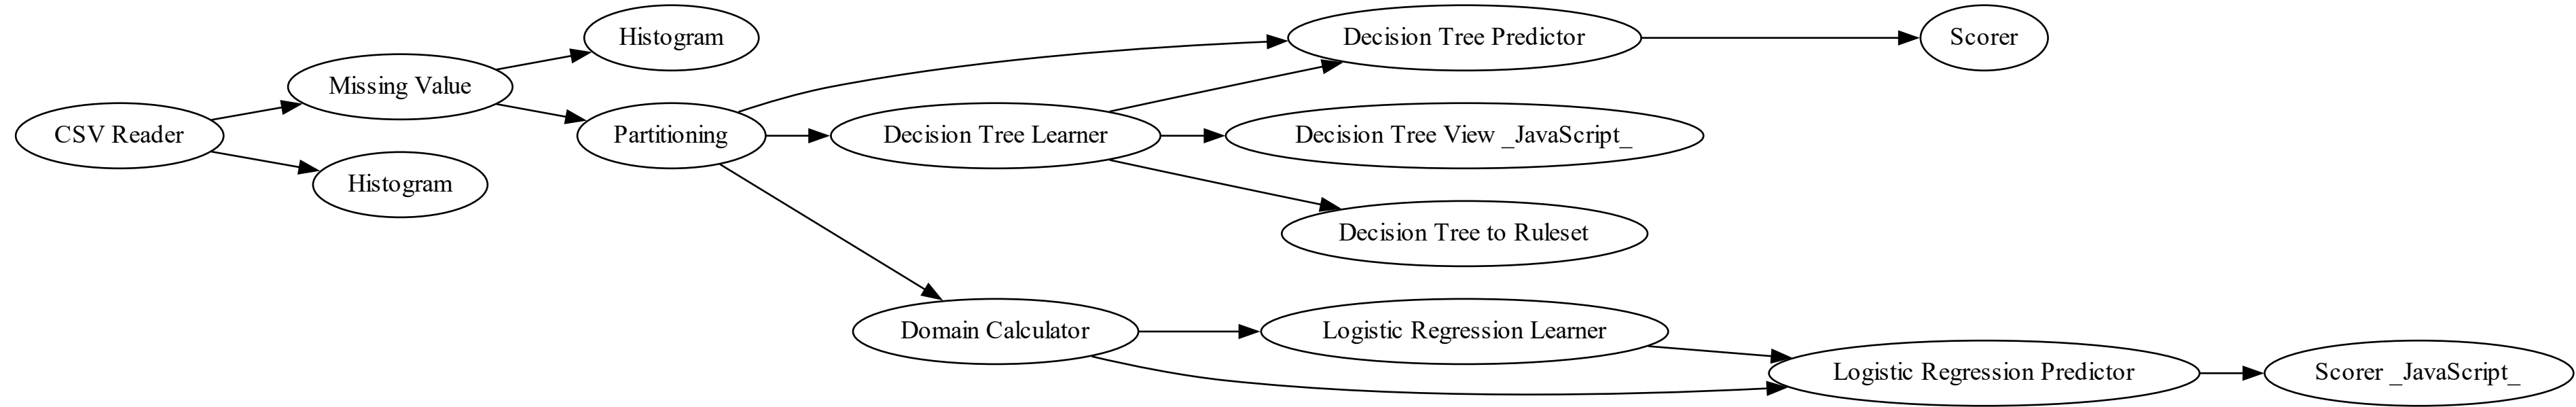 CSV Reader
Missing Value
Histogram
Histogram
Partitioning
Decision Tree Learner
Domain Calculator
Decision Tree Predictor
Decision Tree View _JavaScript_
Decision Tree to Ruleset
Logistic Regression Learner
Scorer
Logistic Regression Predictor
Scorer _JavaScript_